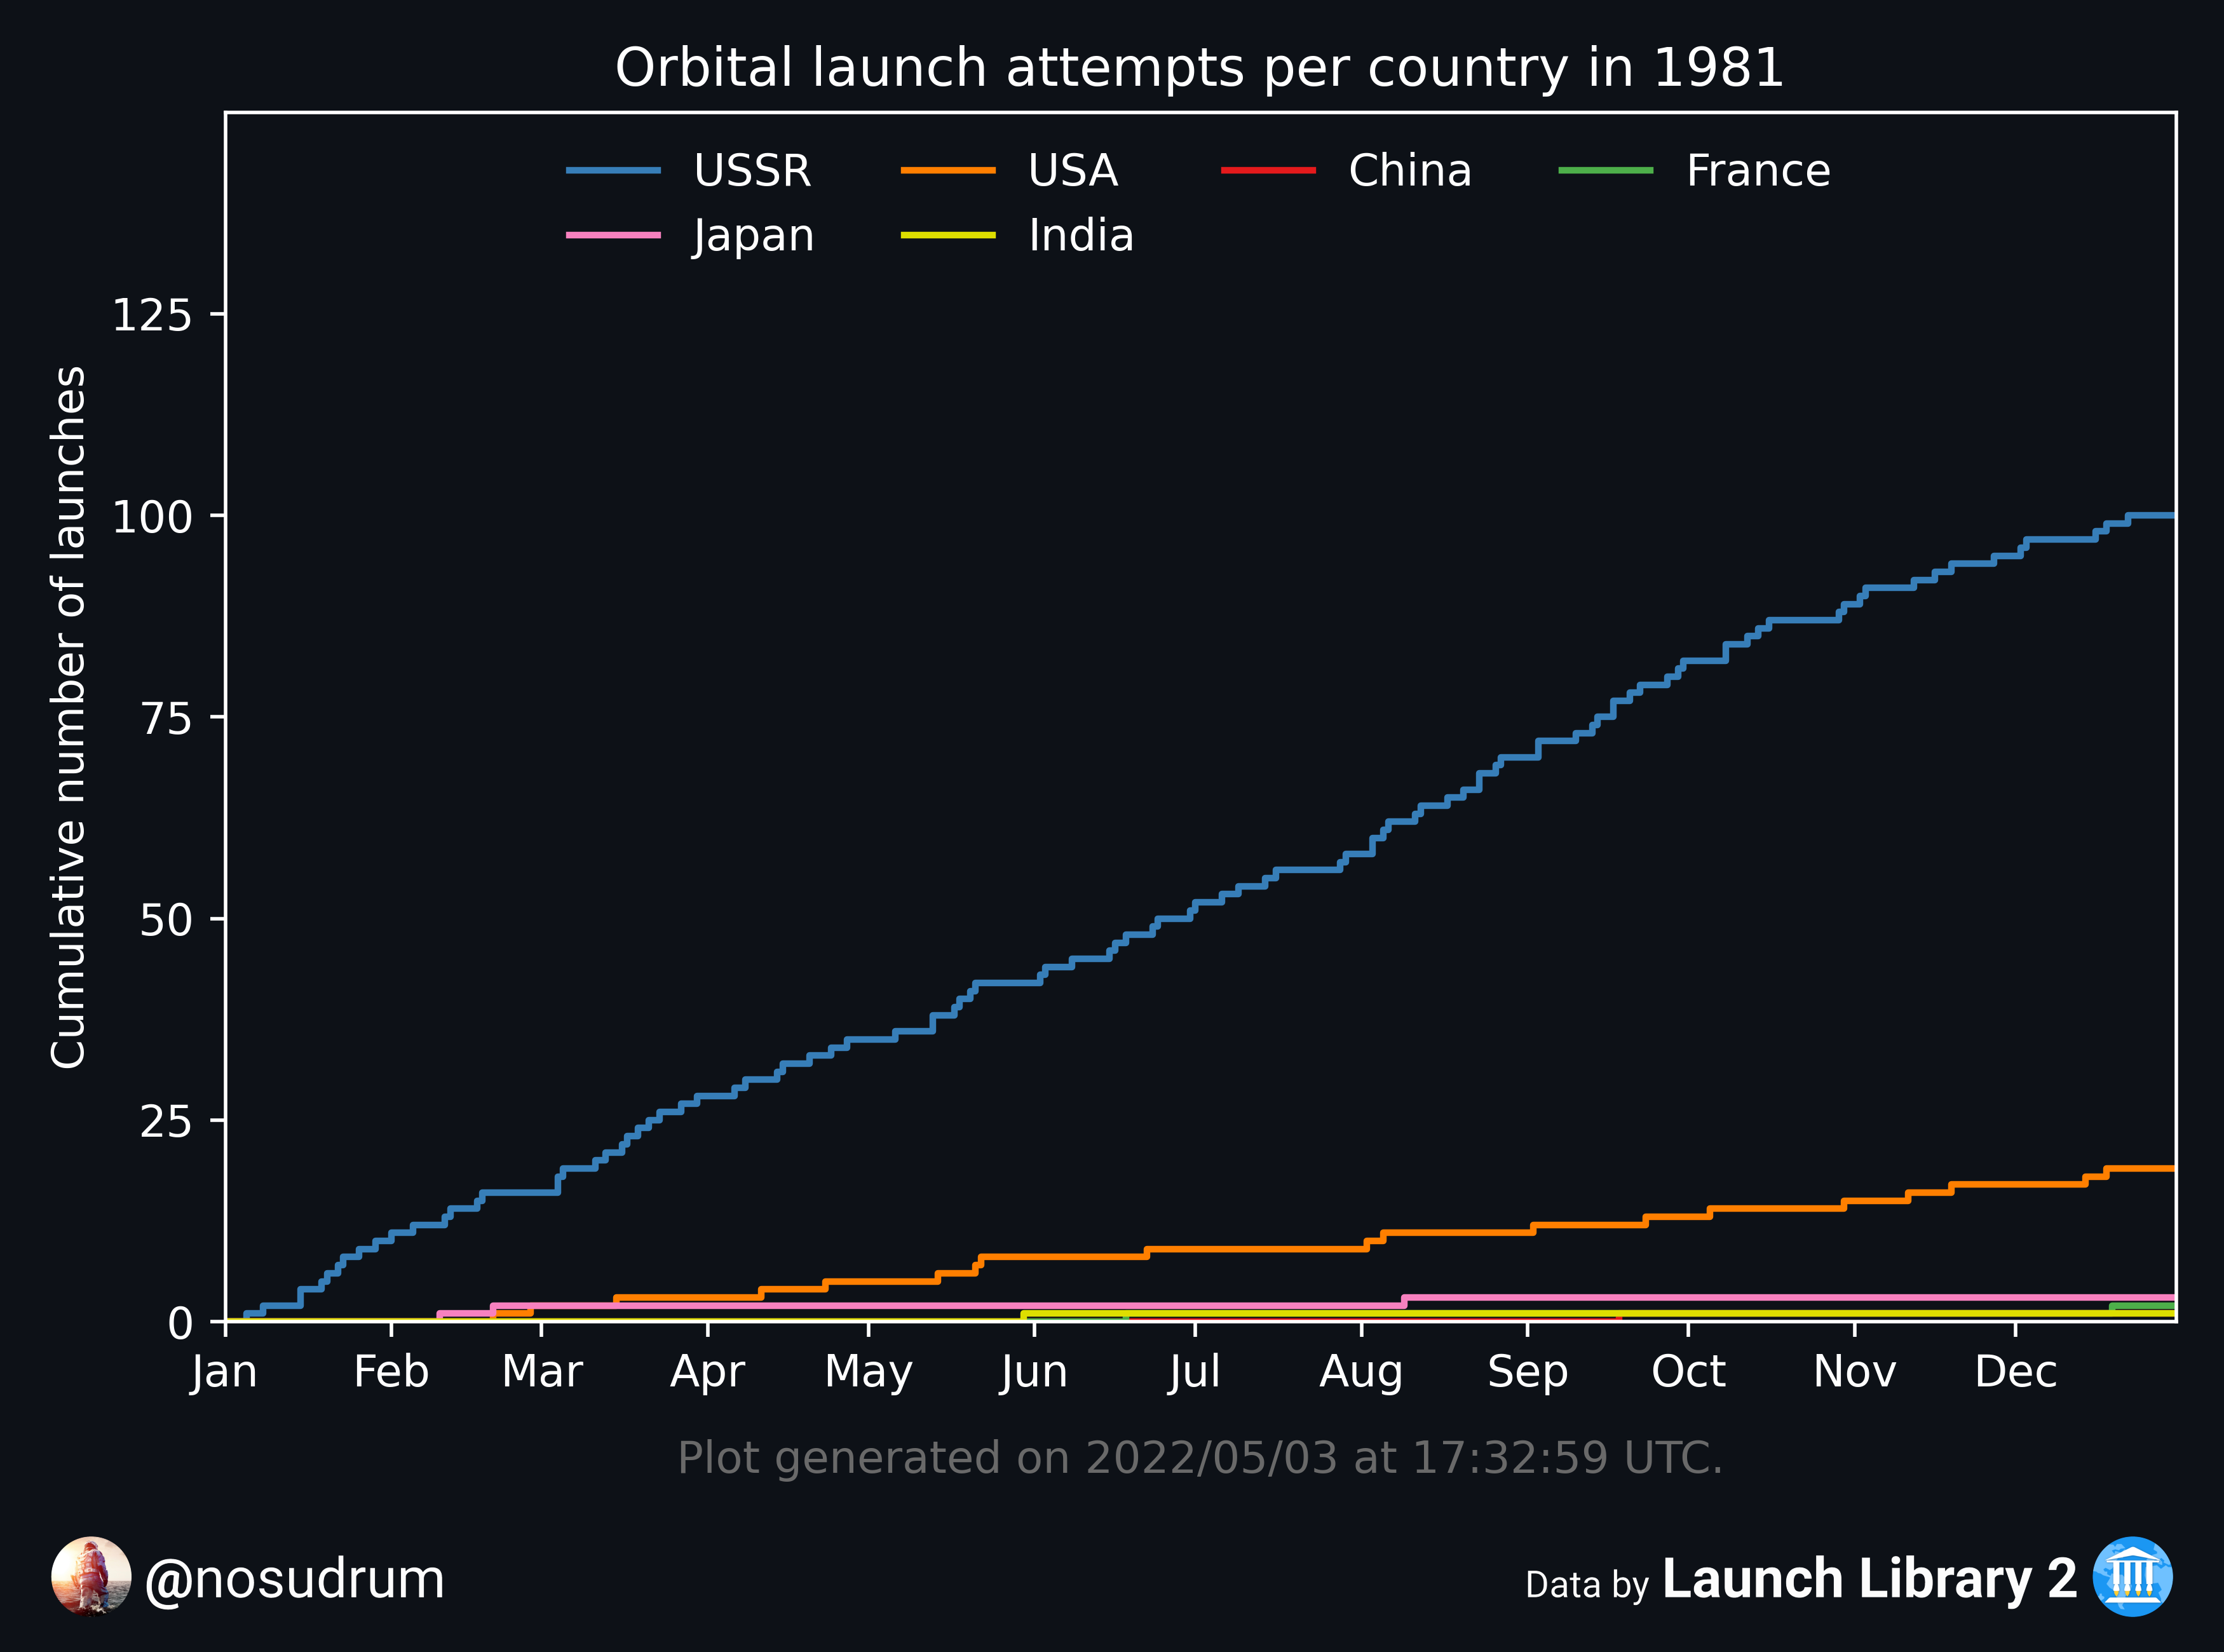 Orbital launch attempts per country in 1981
USSR USA China France
Japan India
Cumulative number of launches
125
100
75
50
25
0
Jan Feb Mar Apr May Jun Jul Aug Sep Oct Nov Dec
Plot generated on 2022/05/03 at 17:32:59 UTC.
@nosudrum
Data by Launch Library 2